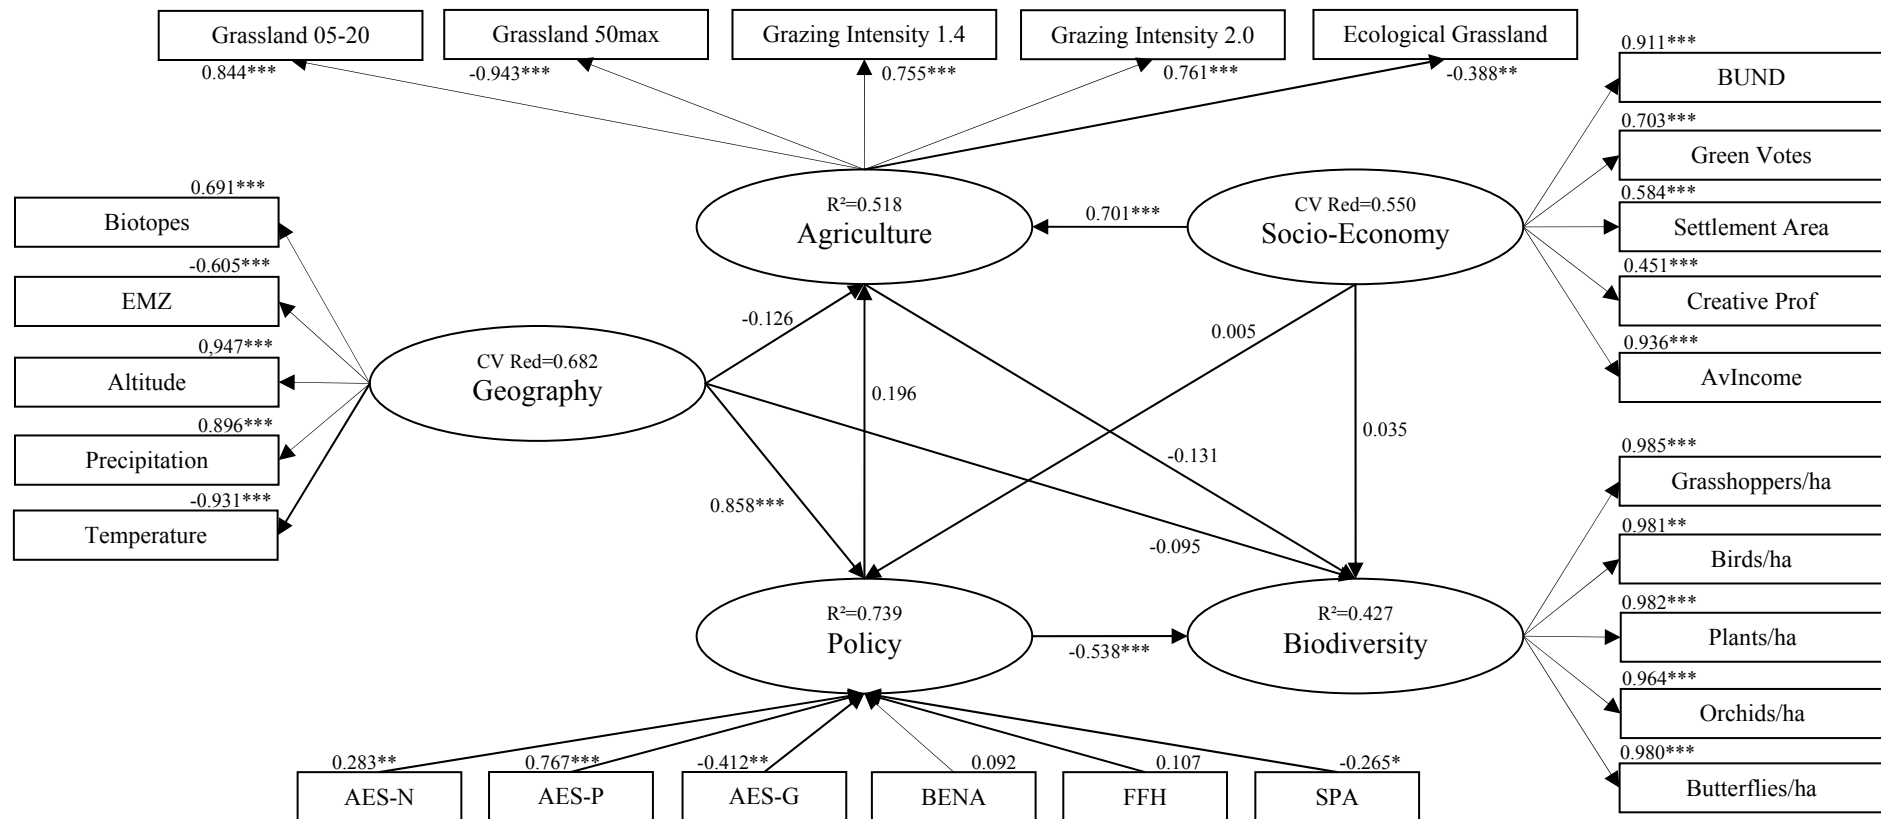 Grassland 05-20
Grassland 50max
Grazing Intensity 1.4
Grazing Intensity 2.0
Ecological Grassland
0.844***
-0.943***
0.755***
0.761***
-0.388**
0.911***
BUND
0.703***
Green Votes
0.584***
Settlement Area
0.451***
Creative Prof
0.936***
AvIncome
0.691***
Biotopes
-0.605***
EMZ
0,947***
Altitude
0.896***
Precipitation
-0.931***
Temperature
R²=0.518
Agriculture
0.701***
CV Red=0.550
Socio-Economy
CV Red=0.682
Geography
-0.126
0.196
0.005
0.035
-0.131
0.858***
-0.095
R²=0.739
Policy
-0.538***
R²=0.427
Biodiversity
0.985***
Grasshoppers/ha
0.981**
Birds/ha
0.982***
Plants/ha
0.964***
Orchids/ha
0.980***
Butterflies/ha
0.283**
0.767***
-0.412**
0.092
0.107
-0.265*
AES-N
AES-P
AES-G
BENA
FFH
SPA